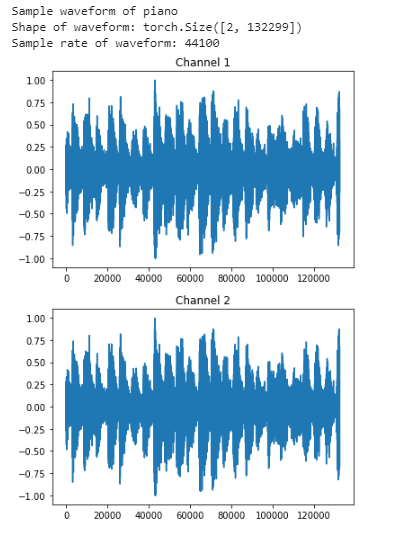 Sample waveform of piano
Shape of waveform: torch.Size([2, 132299])
Sample rate of waveform: 44100
Channel 1
1.00
0.75
0.50
0.25
0.00
−0.25
−0.50
−0.75
−1.00
0 20000 40000 60000 80000 100000 120000
Channel 2
1.00
0.75
0.50
0.25
0.00
−0.25
−0.50
−0.75
−1.00
0 20000 40000 60000 80000 100000 120000